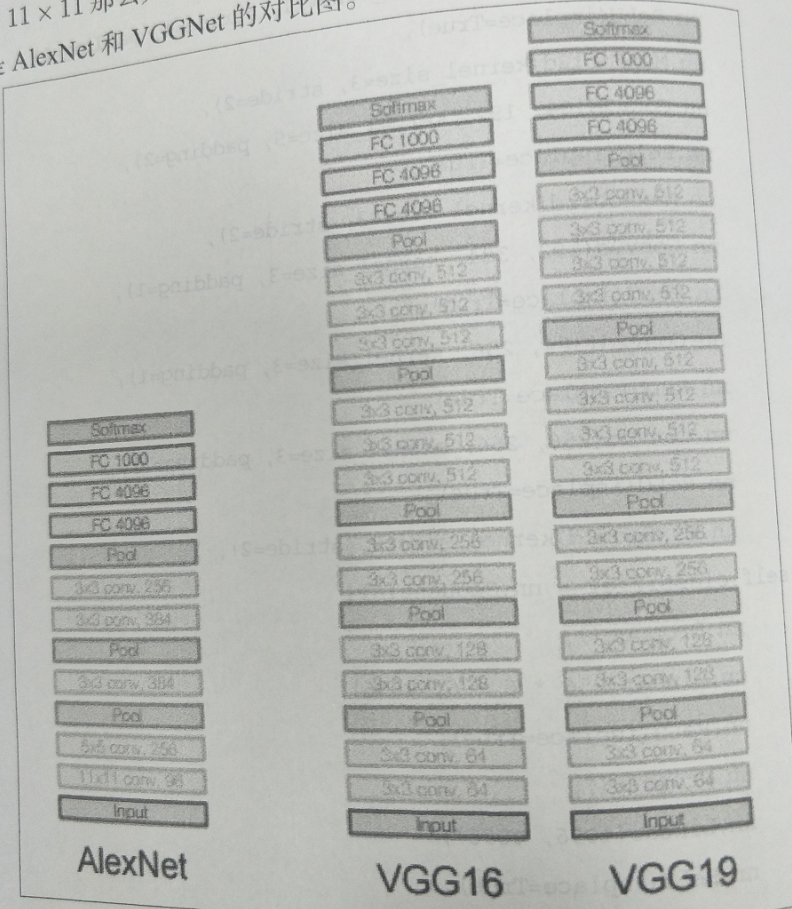 11 × 11 那么
AlexNet 和 VGGNet 的对比图。
Softmax
FC 1000
FC 4096
FC 4096
Pool
3x3 conv, 256
3x3 conv, 384
Pool
3x3 conv, 384
Pool
5x5 conv, 256
11x11 conv, 96
Input
AlexNet
Softmax
FC 1000
FC 4096
FC 4096
Pool
3x3 conv, 512
3x3 conv, 512
3x3 conv, 512
Pool
3x3 conv, 512
3x3 conv, 512
3x3 conv, 512
Pool
3x3 conv, 256
3x3 conv, 256
Pool
3x3 conv, 128
3x3 conv, 128
Pool
3x3 conv, 64
3x3 conv, 64
Input
VGG16
Softmax
FC 1000
FC 4096
FC 4096
Pool
3x3 conv, 512
3x3 conv, 512
3x3 conv, 512
3x3 conv, 512
Pool
3x3 conv, 512
3x3 conv, 512
3x3 conv, 512
3x3 conv, 512
Pool
3x3 conv, 256
3x3 conv, 256
Pool
3x3 conv, 128
3x3 conv, 128
Pool
3x3 conv, 64
3x3 conv, 64
Input
VGG19